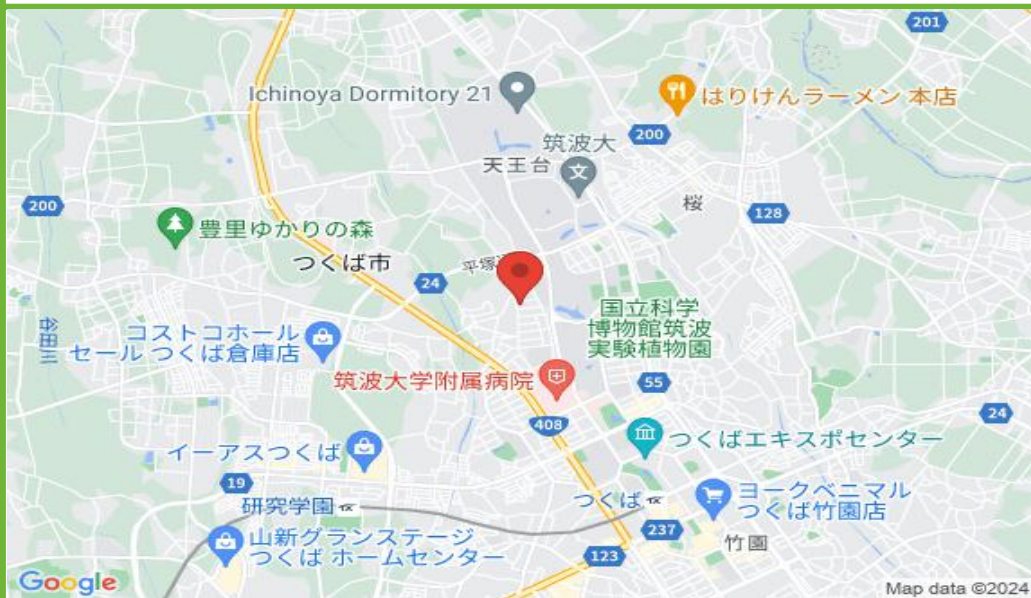 201
Ichinoya Dormitory 21
はりけんラーメン 本店
200
筑波大
天王台
文
200
桜
128
豊里ゆかりの森
つくば市
平塚
24
国立科学
博物館筑波
実験植物園
谷田川
コストコホール
セール つくば倉庫店
筑波大学附属病院
55
24
408
つくばエキスポセンター
イーアスつくば
19
研究学園
つくば
ヨークベニマル
つくば竹園店
山新グランステージ
つくば ホームセンター
237
竹園
123
Google
Map data ©2024